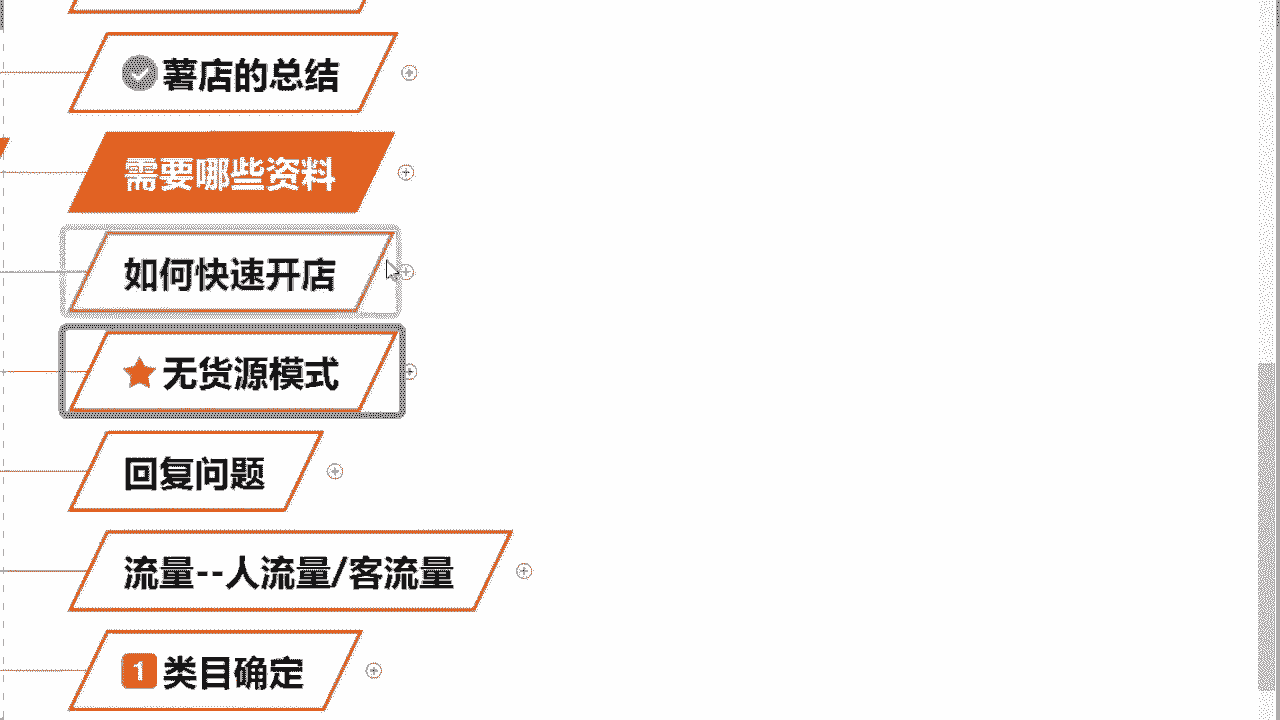 薯店的总结
需要哪些资料
如何快速开店
无货源模式
回复问题
流量--人流量/客流量
1 类目确定